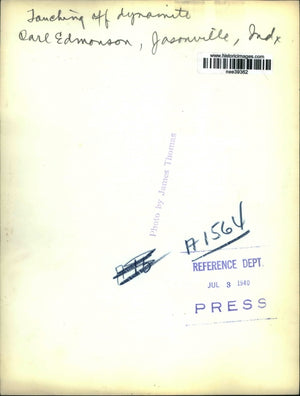 Touching off dynamite
Carl Edmonson, Jasonville, Ind
www.historicimages.com
nee39362
Photo by James Thomas
A1564
REFERENCE DEPT.
JUL 3 1940
PRESS